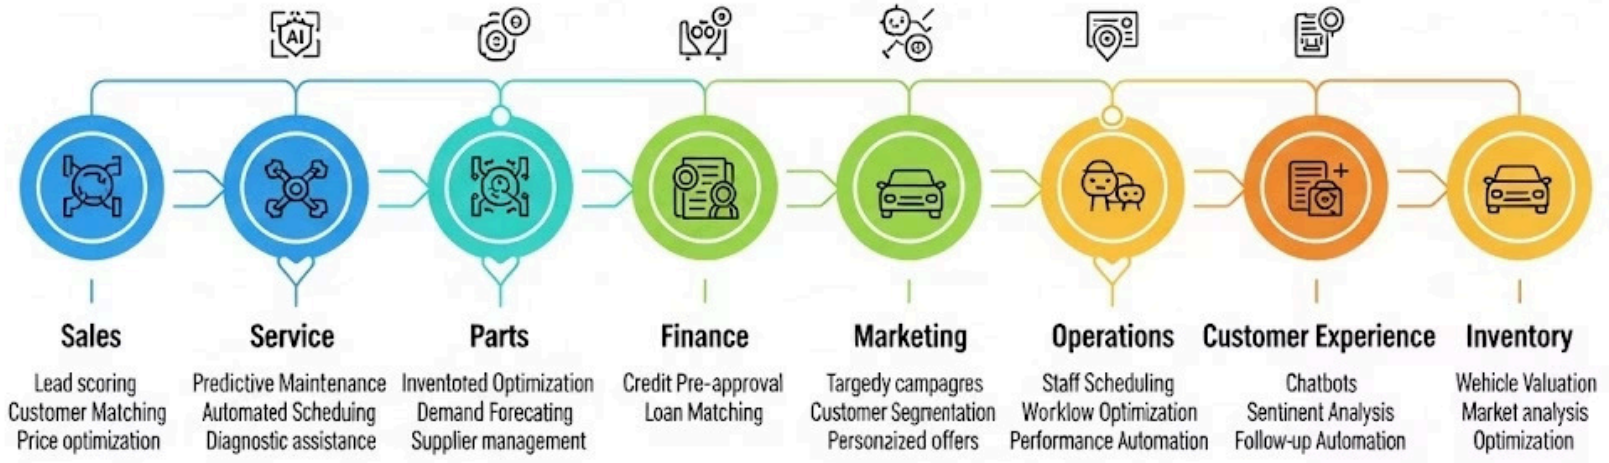 AI
Sales
Lead scoring
Customer Matching
Price optimization
Service
Predictive Maintenance
Automated Scheduing
Diagnostic assistance
Parts
Inventoted Optimization
Demand Forecating
Supplier management
Finance
Credit Pre-approval
Loan Matching
Marketing
Targedy campagres
Customer Segnentation
Personzized offers
Operations
Staff Scheduling
Worklow Optimization
Performance Automation
Customer Experience
Chatbots
Sentinent Analysis
Follow-up Automation
Inventory
Wehicle Valuation
Market analysis
Optimization